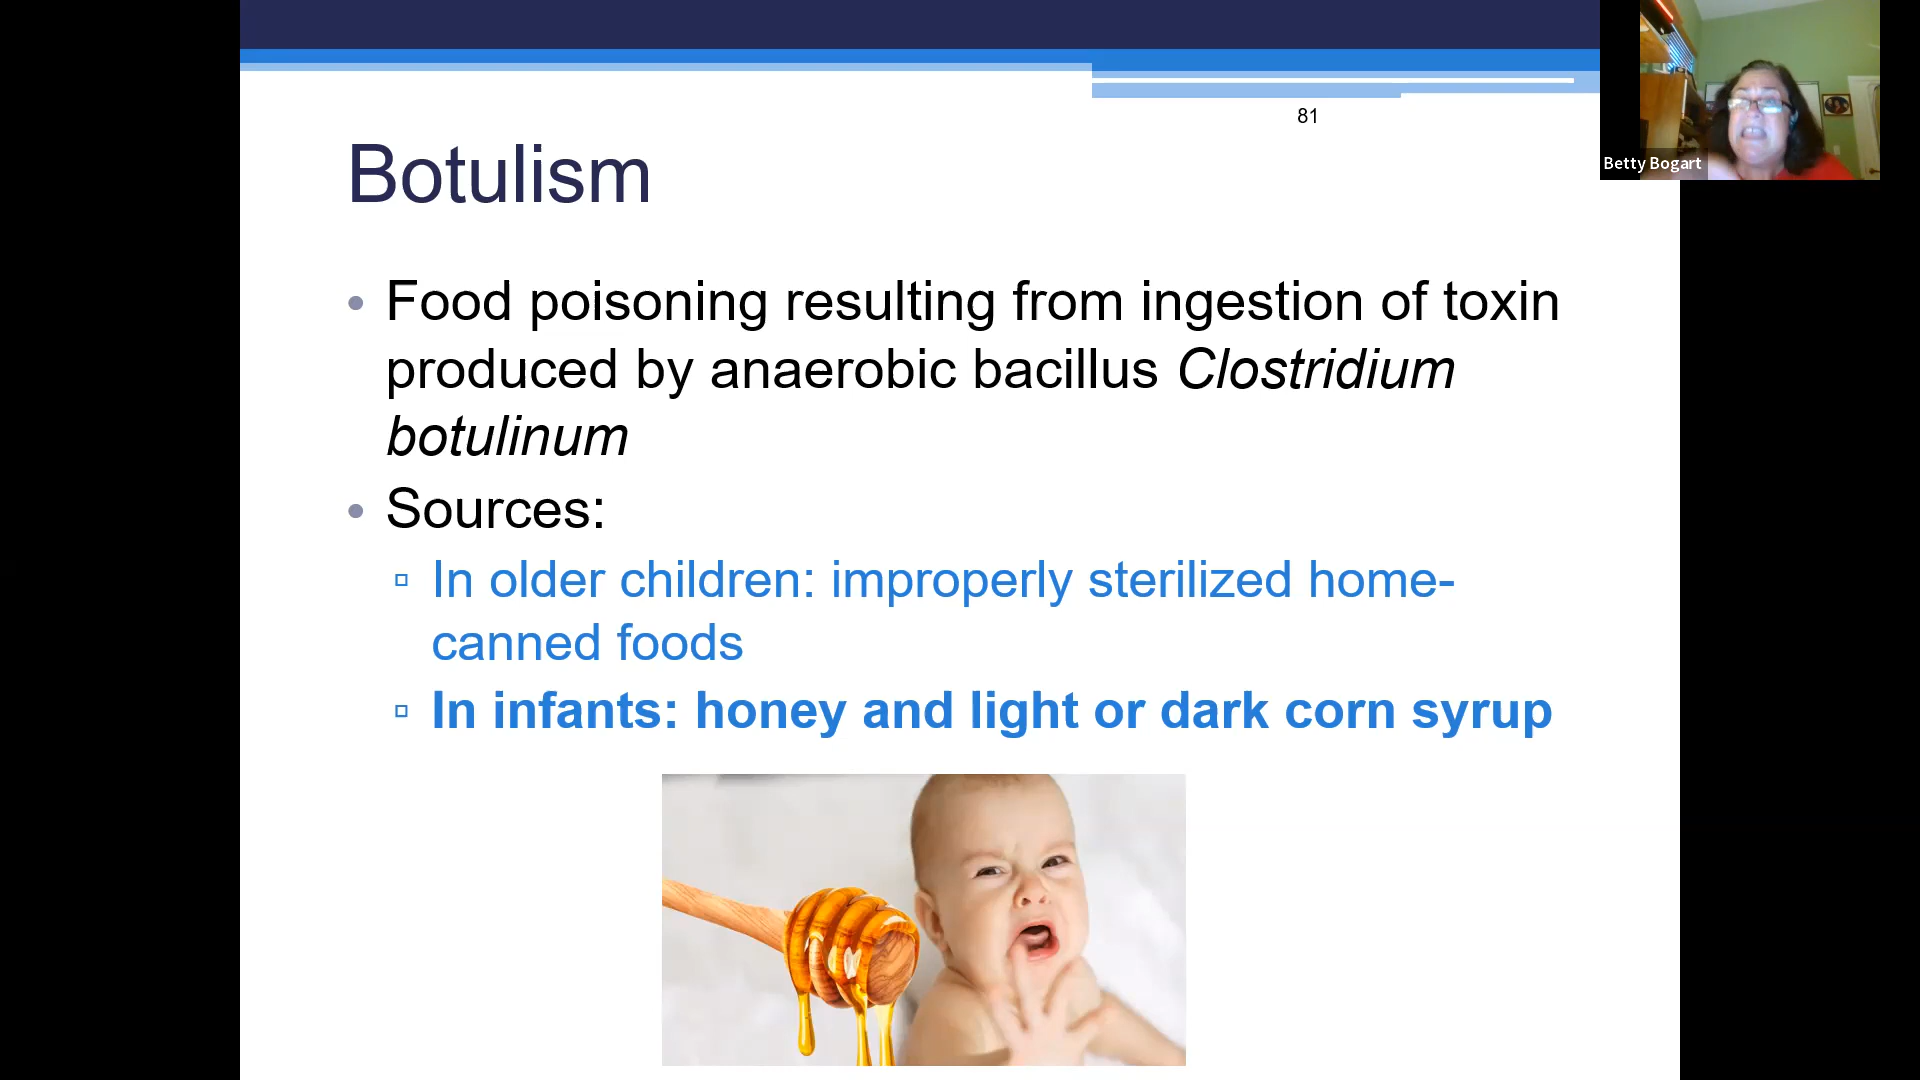 81
Betty Bogart
Botulism
• Food poisoning resulting from ingestion of toxin
produced by anaerobic bacillus Clostridium
botulinum
• Sources:
▫ In older children: improperly sterilized home-
canned foods
▫ In infants: honey and light or dark corn syrup